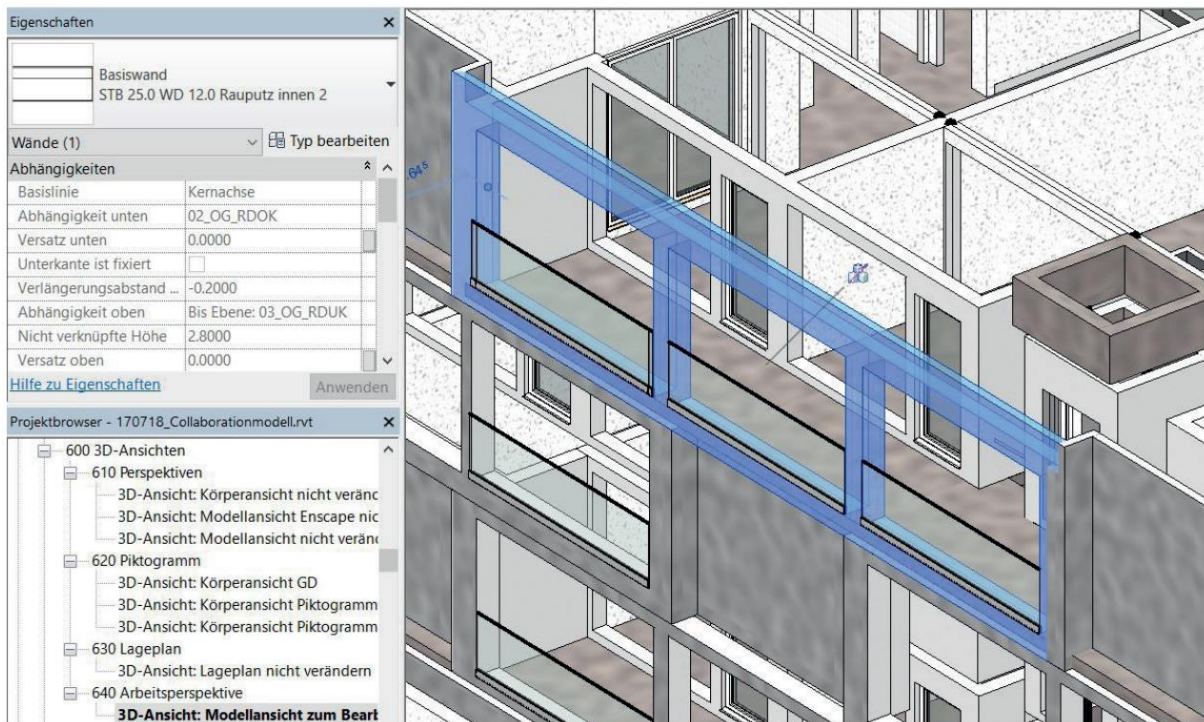 Eigenschaften
Basiswand
STB 25.0 WD 12.0 Rauputz innen 2
Wände (1)
Typ bearbeiten
Abhängigkeiten
Basislinie Kernachse
Abhängigkeit unten 02_OG_RDOK
Versatz unten 0.0000
Unterkante ist fixiert
Verlängerungsabstand ... -0.2000
Abhängigkeit oben Bis Ebene: 03_OG_RDUK
Nicht verknüpfte Höhe 2.8000
Versatz oben 0.0000
Hilfe zu Eigenschaften
Anwenden
Projektbrowser - 170718_Collaborationmodell.rvt
600 3D-Ansichten
610 Perspektiven
3D-Ansicht: Körperansicht nicht veränd
3D-Ansicht: Modellansicht Enscape nic
3D-Ansicht: Modellansicht nicht veränd
620 Piktogramm
3D-Ansicht: Körperansicht GD
3D-Ansicht: Körperansicht Piktogramm
3D-Ansicht: Körperansicht Piktogramm
630 Lageplan
3D-Ansicht: Lageplan nicht verändern
640 Arbeitsperspektive
3D-Ansicht: Modellansicht zum Bearb